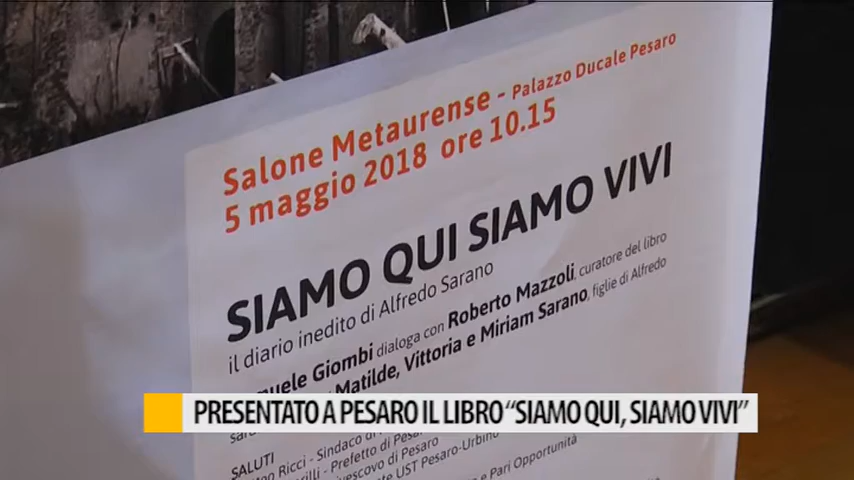 Salone Metaurense - Palazzo Ducale Pesaro
5 maggio 2018 ore 10.15
SIAMO QUI SIAMO VIVI
il diario inedito di Alfredo Sarano
Giombi dialoga con Roberto Mazzoli, curatore del libro
Matilde, Vittoria e Miriam Sarano, figlie di Alfredo
PRESENTATO A PESARO IL LIBRO “SIAMO QUI, SIAMO VIVI”
SALUTI
Ricci - Sindaco di
- Prefetto di
di Pesaro
UST Pesaro-Urbino
e Pari Opportunità